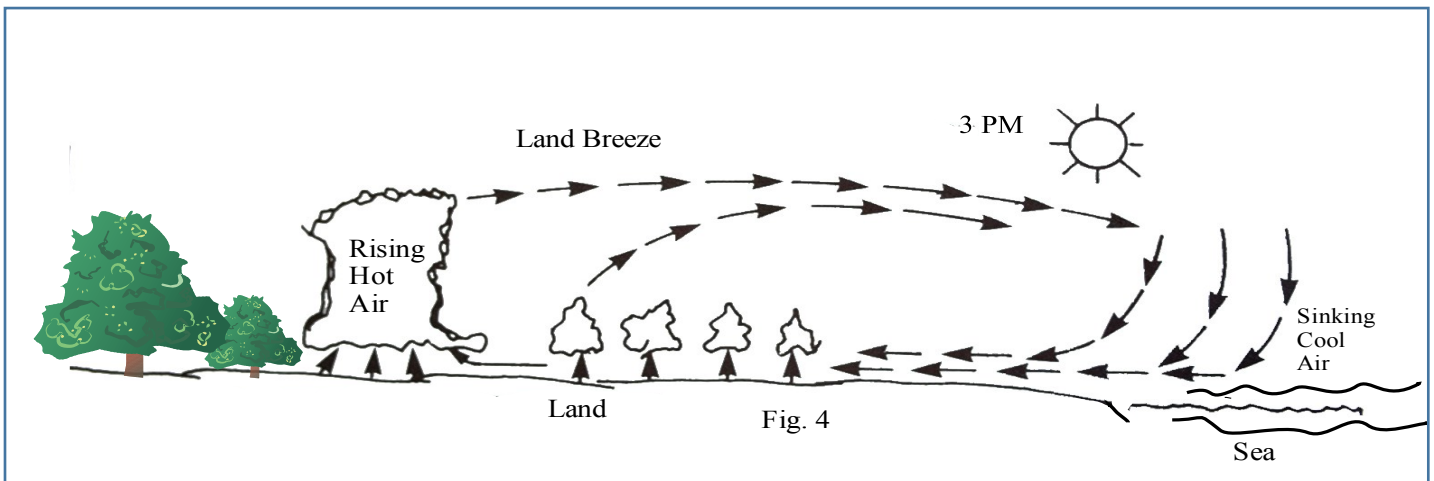 Land Breeze
3 PM
Rising
Hot
Air
Sinking
Cool
Air
Land
Fig. 4
Sea